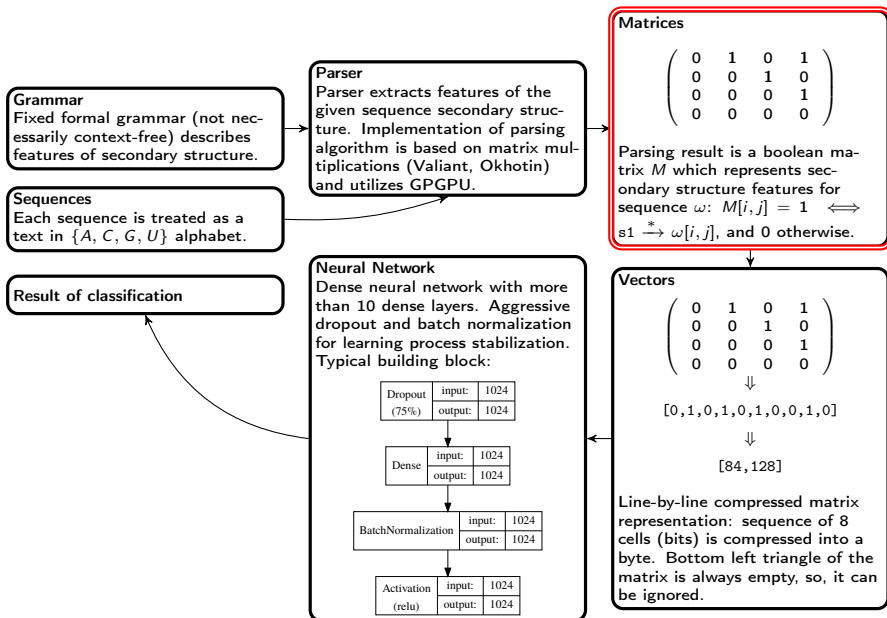 Grammar
Fixed formal grammar (not nec-
essarily context-free) describes
features of secondary structure.
Sequences
Each sequence is treated as a
text in {A, C, G, U} alphabet.
Parser
Parser extracts features of the
given sequence secondary struc-
ture. Implementation of parsing
algorithm is based on matrix mul-
tiplications (Valiant, Okhotin)
and utilizes GPGPU.
Matrices
0 1 0 1
0 0 1 0
0 0 0 1
0 0 0 0
Parsing result is a boolean ma-
trix M which represents sec-
ondary structure features for
sequence ω: M[i, j] = 1 ⟺
s1 →* ω[i, j], and 0 otherwise.
Vectors
0 1 0 1
0 0 1 0
0 0 0 1
0 0 0 0
⇓
[0,1,0,1,0,1,0,0,1,0]
⇓
[84,128]
Line-by-line compressed matrix
representation: sequence of 8
cells (bits) is compressed into a
byte. Bottom left triangle of the
matrix is always empty, so, it can
be ignored.
Neural Network
Dense neural network with more
than 10 dense layers. Aggressive
dropout and batch normalization
for learning process stabilization.
Typical building block:
Dropout
(75%)
input: 1024
output: 1024
Dense
input: 1024
output: 1024
BatchNormalization
input: 1024
output: 1024
Activation
(relu)
input: 1024
output: 1024
Result of classification